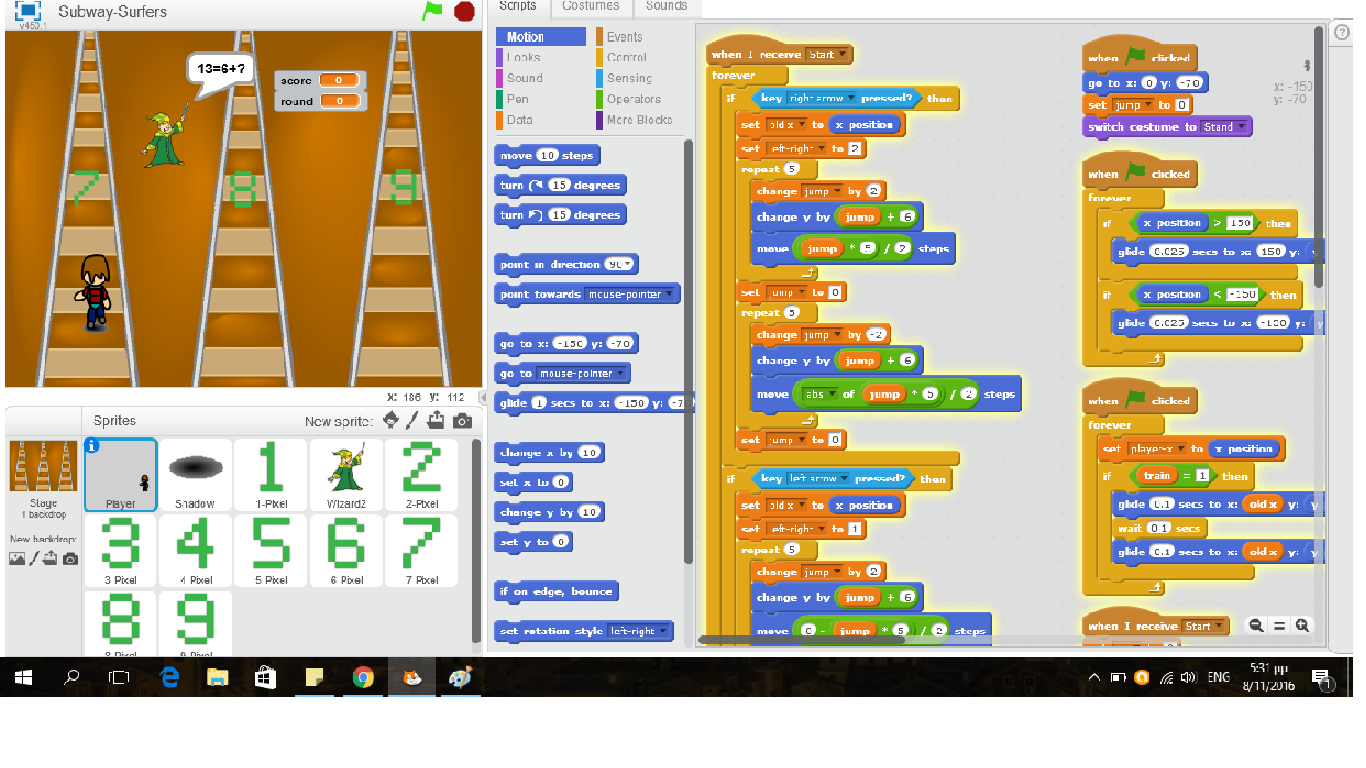 Subway-Surfers
v450.1
13=6+?
score 0
round 0
7 8 9
X: 186 y: 112
Sprites
New sprite:
Stage
1 backdrop
New backdrop:
Player
Shadow
1-Pixel
Wizard2
2-Pixel
3 Pixel
4 Pixel
5 Pixel
6 Pixel
7 Pixel
8 Pixel
9 Pixel
Scripts
Costumes
Sounds
Motion
Looks
Sound
Pen
Data
Events
Control
Sensing
Operators
More Blocks
move 10 steps
turn 15 degrees
turn 15 degrees
point in direction 90
point towards mouse-pointer
go to x: -150 y: -70
go to mouse-pointer
glide 1 secs to x: -150 y: -70
change x by 10
set x to 0
change y by 10
set y to 0
if on edge, bounce
set rotation style left-right
when I receive Start
forever
if key right arrow pressed? then
set old x to x position
set left-right to 2
repeat 5
change jump by 2
change y by jump + 6
move jump * 5 / 2 steps
set jump to 0
repeat 5
change jump by -2
change y by jump + 6
move abs of jump * 5 / 2 steps
set jump to 0
if key left arrow pressed? then
set old x to x position
set left-right to 1
repeat 5
change jump by 2
change y by jump + 6
move 0 - jump * 5 / 2 steps
when clicked
go to x: 0 y: -70
set jump to 0
switch costume to Stand
x: -150
y: -70
when clicked
forever
if x position > 150 then
glide 0.025 secs to x: 150 y: y
if x position < -150 then
glide 0.025 secs to x: -150 y: y
when clicked
forever
set player-x to x position
if train = 1 then
glide 0.1 secs to x: old x y:
wait 0.1 secs
glide 0.1 secs to x: old x y:
when I receive Start
ENG
5:31 μμ
8/11/2016
1